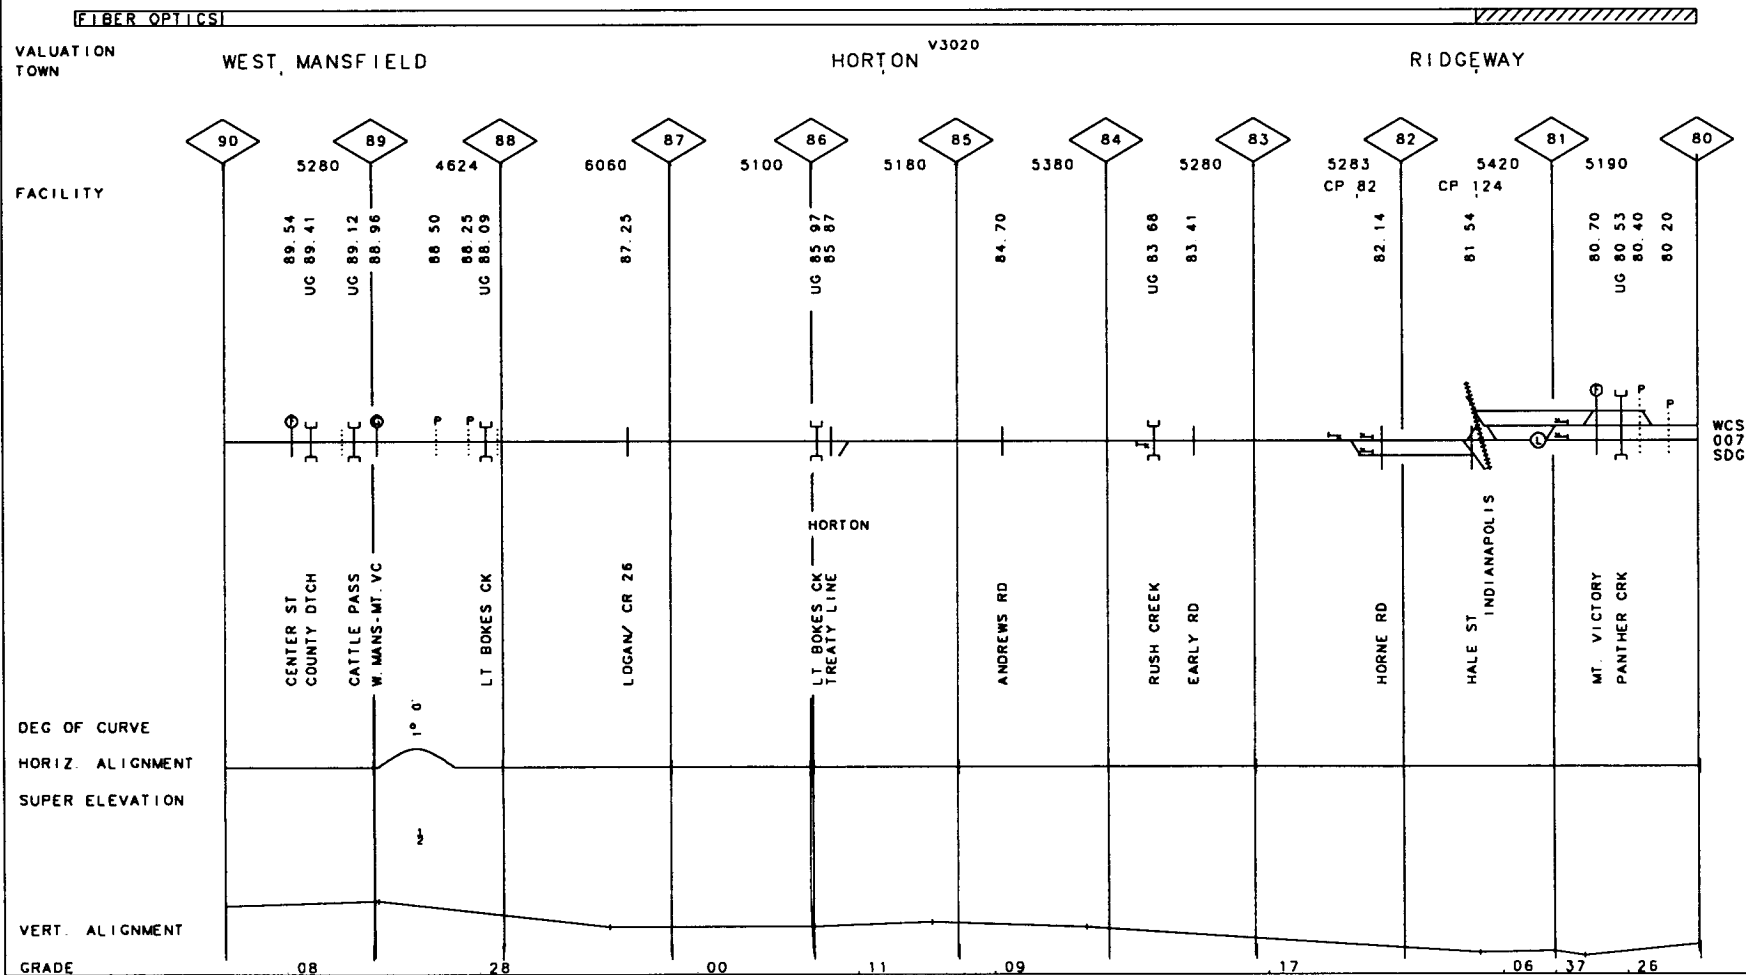 FIBER OPTICS
VALUATION V3020
TOWN WEST MANSFIELD HORTON RIDGEWAY
90 89 88 87 86 85 84 83 82 81 80
5280 4624 6060 5100 5180 5380 5280 5283 5420 5190
FACILITY CP 82 CP 124
89.54
UG 89.41
UG 89.12
88.96
88 50
88.25
UG 88.09
87.25
UG 85 97
85 87
84.70
UG 83 68
83 41
82.14
81 54
80.70
UG 80 53
80.40
80 20
F
P
P
F
P
P
L
WCS
007
SDG
HORTON
CENTER ST
COUNTY DTCH
CATTLE PASS
W. MANS-MT. VC
LT BOKES CK
LOGAN/ CR 26
LT BOKES CK
TREATY LINE
ANDREWS RD
RUSH CREEK
EARLY RD
HORNE RD
HALE ST
INDIANAPOLIS
MT. VICTORY
PANTHER CRK
DEG OF CURVE 1° 0'
HORIZ. ALIGNMENT
SUPER ELEVATION
1/2
VERT. ALIGNMENT
GRADE .08 .28 .00 .11 .09 .17 .06 .37 .26